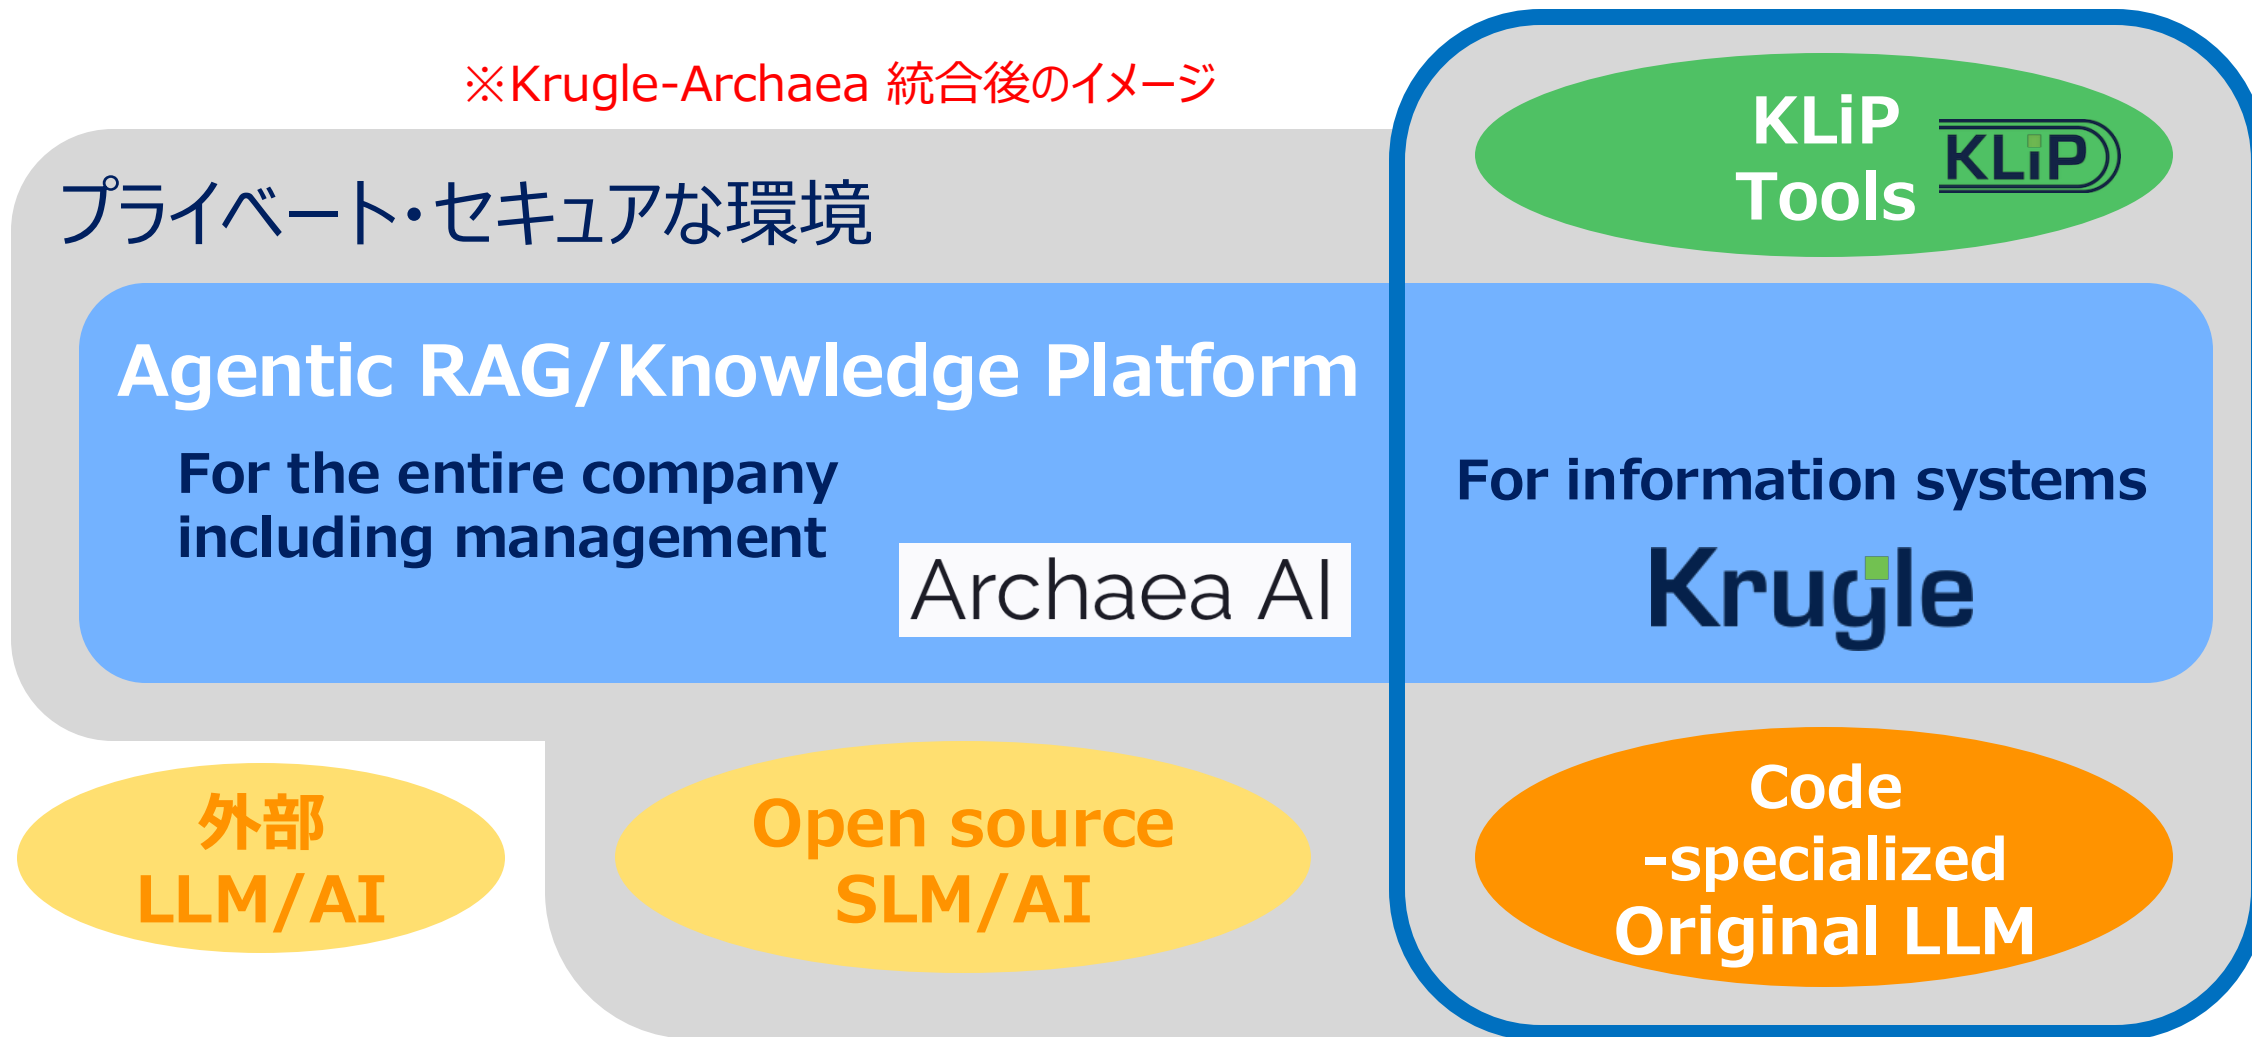 ※Krugle-Archaea 統合後のイメージ
KLiP
Tools
KLiP
プライベート・セキュアな環境
Agentic RAG/Knowledge Platform
For the entire company
including management
Archaea AI
For information systems
Krugle
外部
LLM/AI
Open source
SLM/AI
Code
-specialized
Original LLM